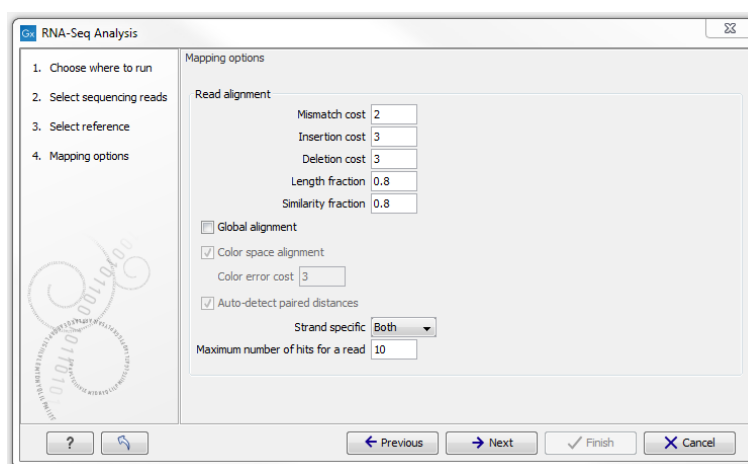 Gx RNA-Seq Analysis
1. Choose where to run
2. Select sequencing reads
3. Select reference
4. Mapping options
Mapping options
Read alignment
Mismatch cost 2
Insertion cost 3
Deletion cost 3
Length fraction 0.8
Similarity fraction 0.8
Global alignment
Color space alignment
Color error cost 3
Auto-detect paired distances
Strand specific Both
Maximum number of hits for a read 10
? Previous Next Finish Cancel